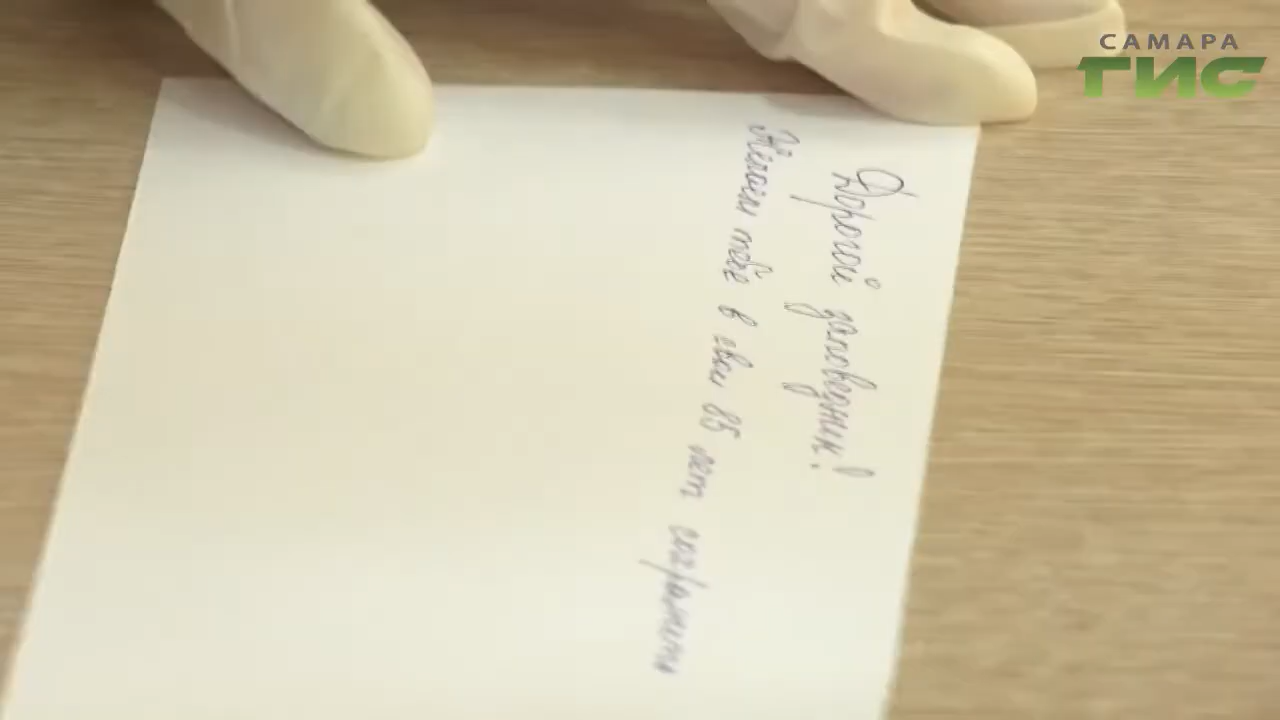 САМАРА
ГИС
Дорогой заповедник!
Желаем тебе в свои 85 лет сохранить